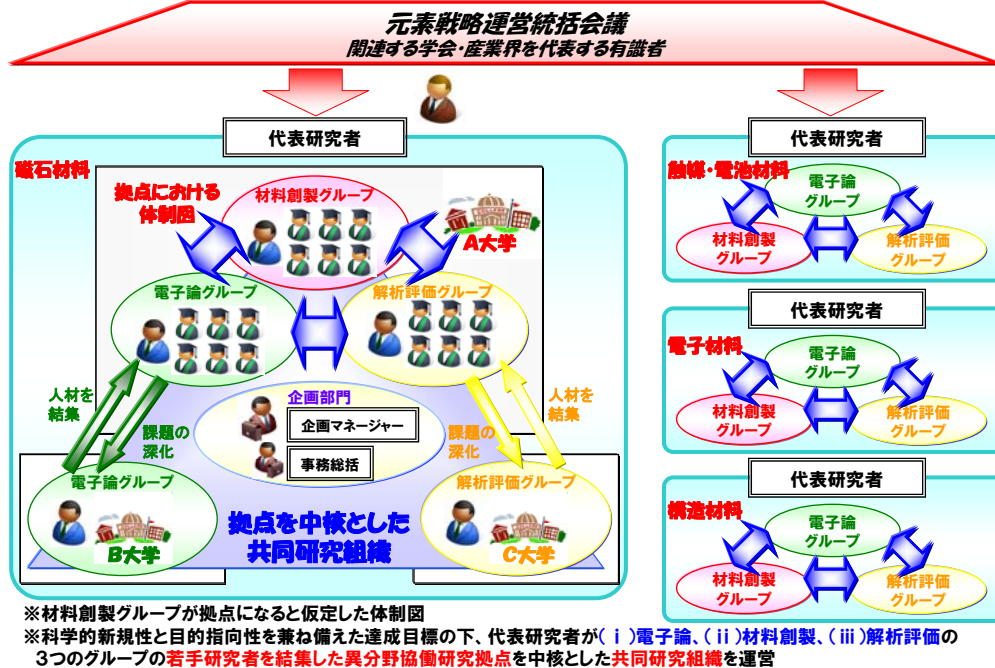 元素戦略運営統括会議
関連する学会・産業界を代表する有識者
代表研究者
磁石材料
拠点における
体制図
材料創製グループ
A大学
電子論グループ
解析評価グループ
人材を
結集
課題の
深化
企画部門
企画マネージャー
事務総括
課題の
深化
人材を
結集
電子論グループ
B大学
拠点を中核とした
共同研究組織
解析評価グループ
C大学
代表研究者
触媒・電池材料
電子論
グループ
材料創製
グループ
解析評価
グループ
代表研究者
電子材料
電子論
グループ
材料創製
グループ
解析評価
グループ
代表研究者
構造材料
電子論
グループ
材料創製
グループ
解析評価
グループ
※材料創製グループが拠点になると仮定した体制図
※科学的新規性と目的指向性を兼ね備えた達成目標の下、代表研究者が(ⅰ)電子論、(ⅱ)材料創製、(ⅲ)解析評価の
3つのグループの若手研究者を結集した異分野協働研究拠点を中核とした共同研究組織を運営